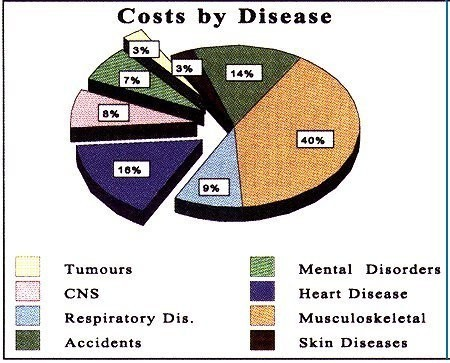 Costs by Disease
3%
3%
14%
7%
8%
40%
16%
9%
Tumours
Mental Disorders
CNS
Heart Disease
Respiratory Dis.
Musculoskeletal
Accidents
Skin Diseases